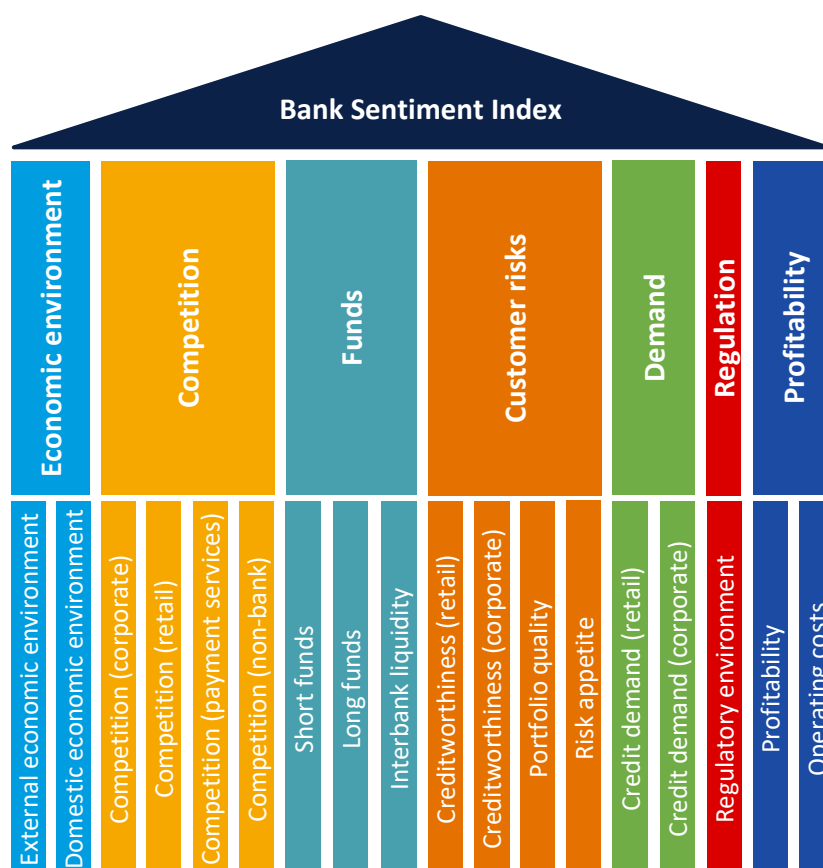 Bank Sentiment Index
Economic environment
Competition
Funds
Customer risks
Demand
Regulation
Profitability
External economic environment
Domestic economic environment
Competition (corporate)
Competition (retail)
Competition (payment services)
Competition (non-bank)
Short funds
Long funds
Interbank liquidity
Creditworthiness (retail)
Creditworthiness (corporate)
Portfolio quality
Risk appetite
Credit demand (retail)
Credit demand (corporate)
Regulatory environment
Profitability
Operating costs